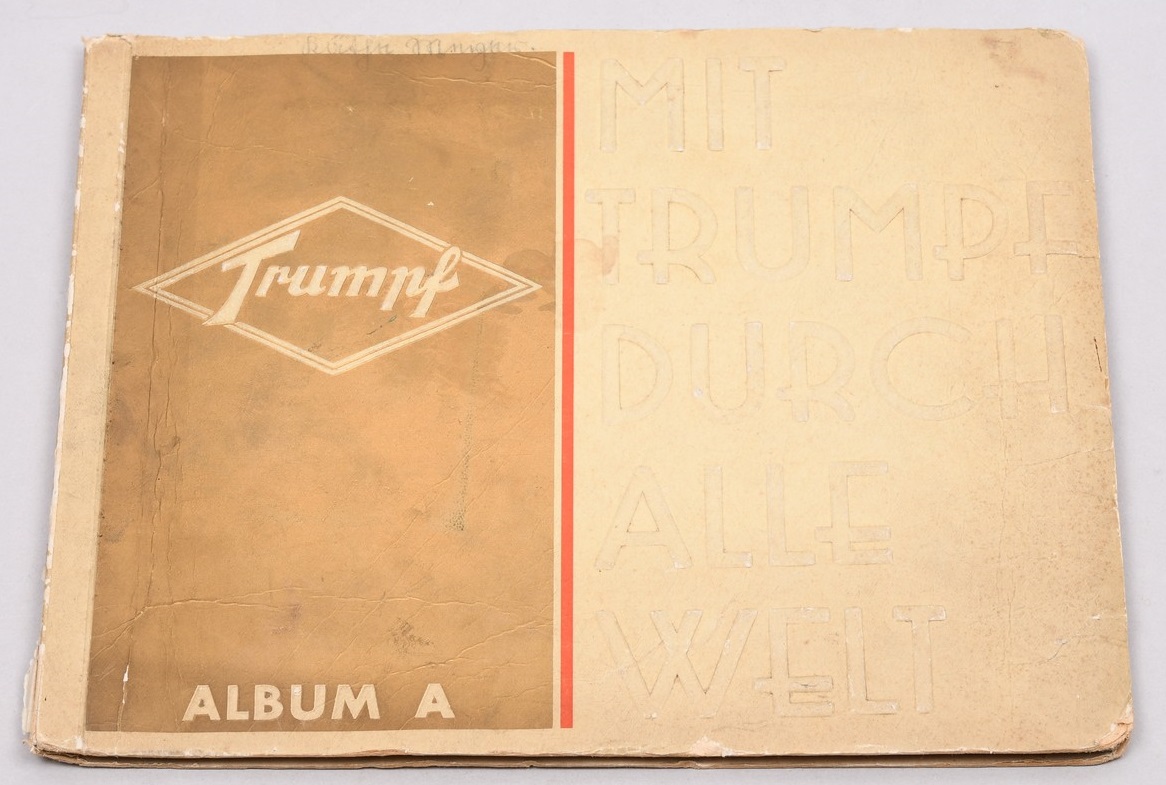 Trumpf
ALBUM A
MIT
TRUMPF
DURCH
ALLE
WELT